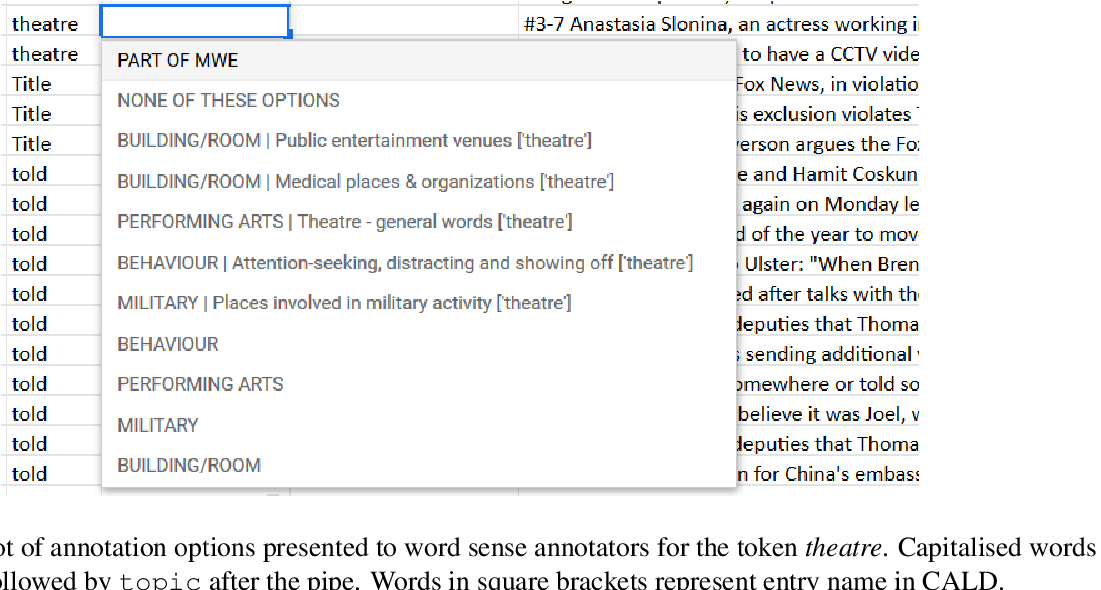 theatre #3-7 Anastasia Slonina, an actress working
theatre to have a CCTV vide
Title Fox News, in violatio
Title is exclusion violates
Title erson argues the Fo
told e and Hamit Coskun
told again on Monday le
told d of the year to mov
told Ulster: "When Bren
told ed after talks with th
told deputies that Thoma
told sending additional
told omewhere or told so
told believe it was Joel,
told deputies that Thoma
told n for China's embass
PART OF MWE
NONE OF THESE OPTIONS
BUILDING/ROOM | Public entertainment venues ['theatre']
BUILDING/ROOM | Medical places & organizations ['theatre']
PERFORMING ARTS | Theatre - general words ['theatre']
BEHAVIOUR | Attention-seeking, distracting and showing off ['theatre']
MILITARY | Places involved in military activity ['theatre']
BEHAVIOUR
PERFORMING ARTS
MILITARY
BUILDING/ROOM
ot of annotation options presented to word sense annotators for the token theatre. Capitalised words
ollowed by topic after the pipe. Words in square brackets represent entry name in CALD.